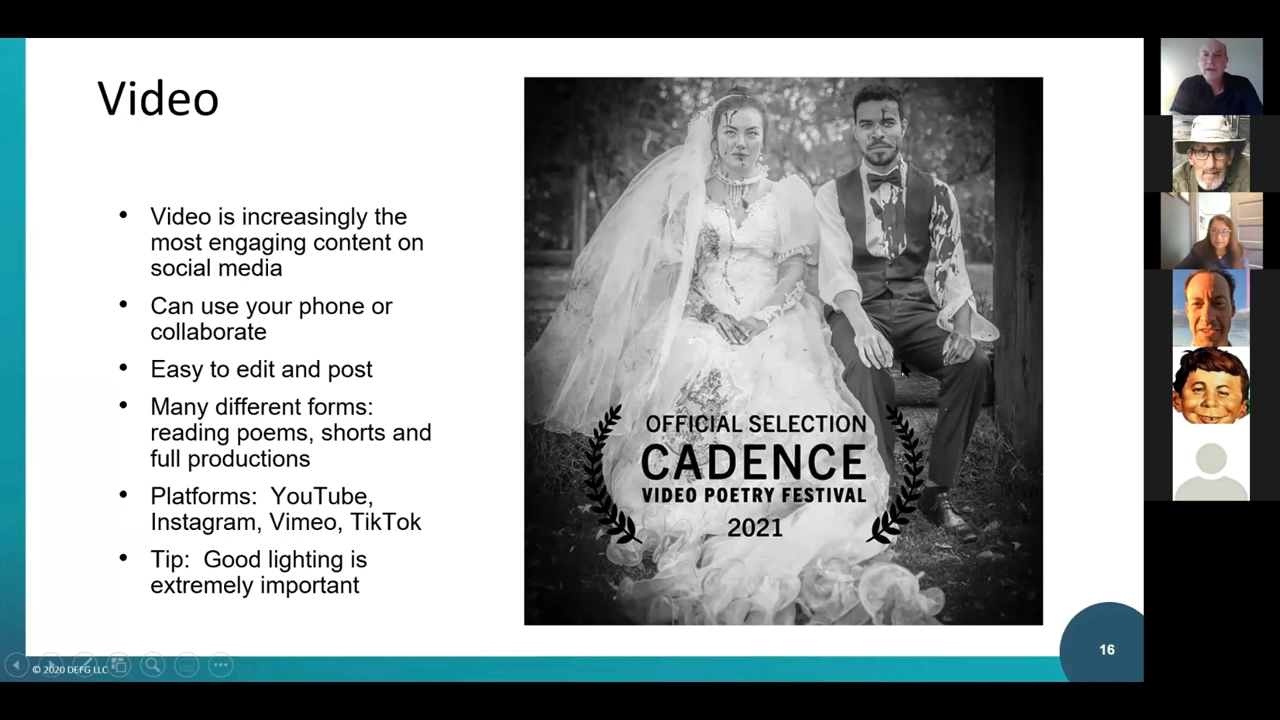 Video
• Video is increasingly the
most engaging content on
social media
• Can use your phone or
collaborate
• Easy to edit and post
• Many different forms:
reading poems, shorts and
full productions
• Platforms:  YouTube,
Instagram, Vimeo, TikTok
• Tip:  Good lighting is
extremely important
OFFICIAL SELECTION
CADENCE
VIDEO POETRY FESTIVAL
2021
© 2020 DEFG LLC
16